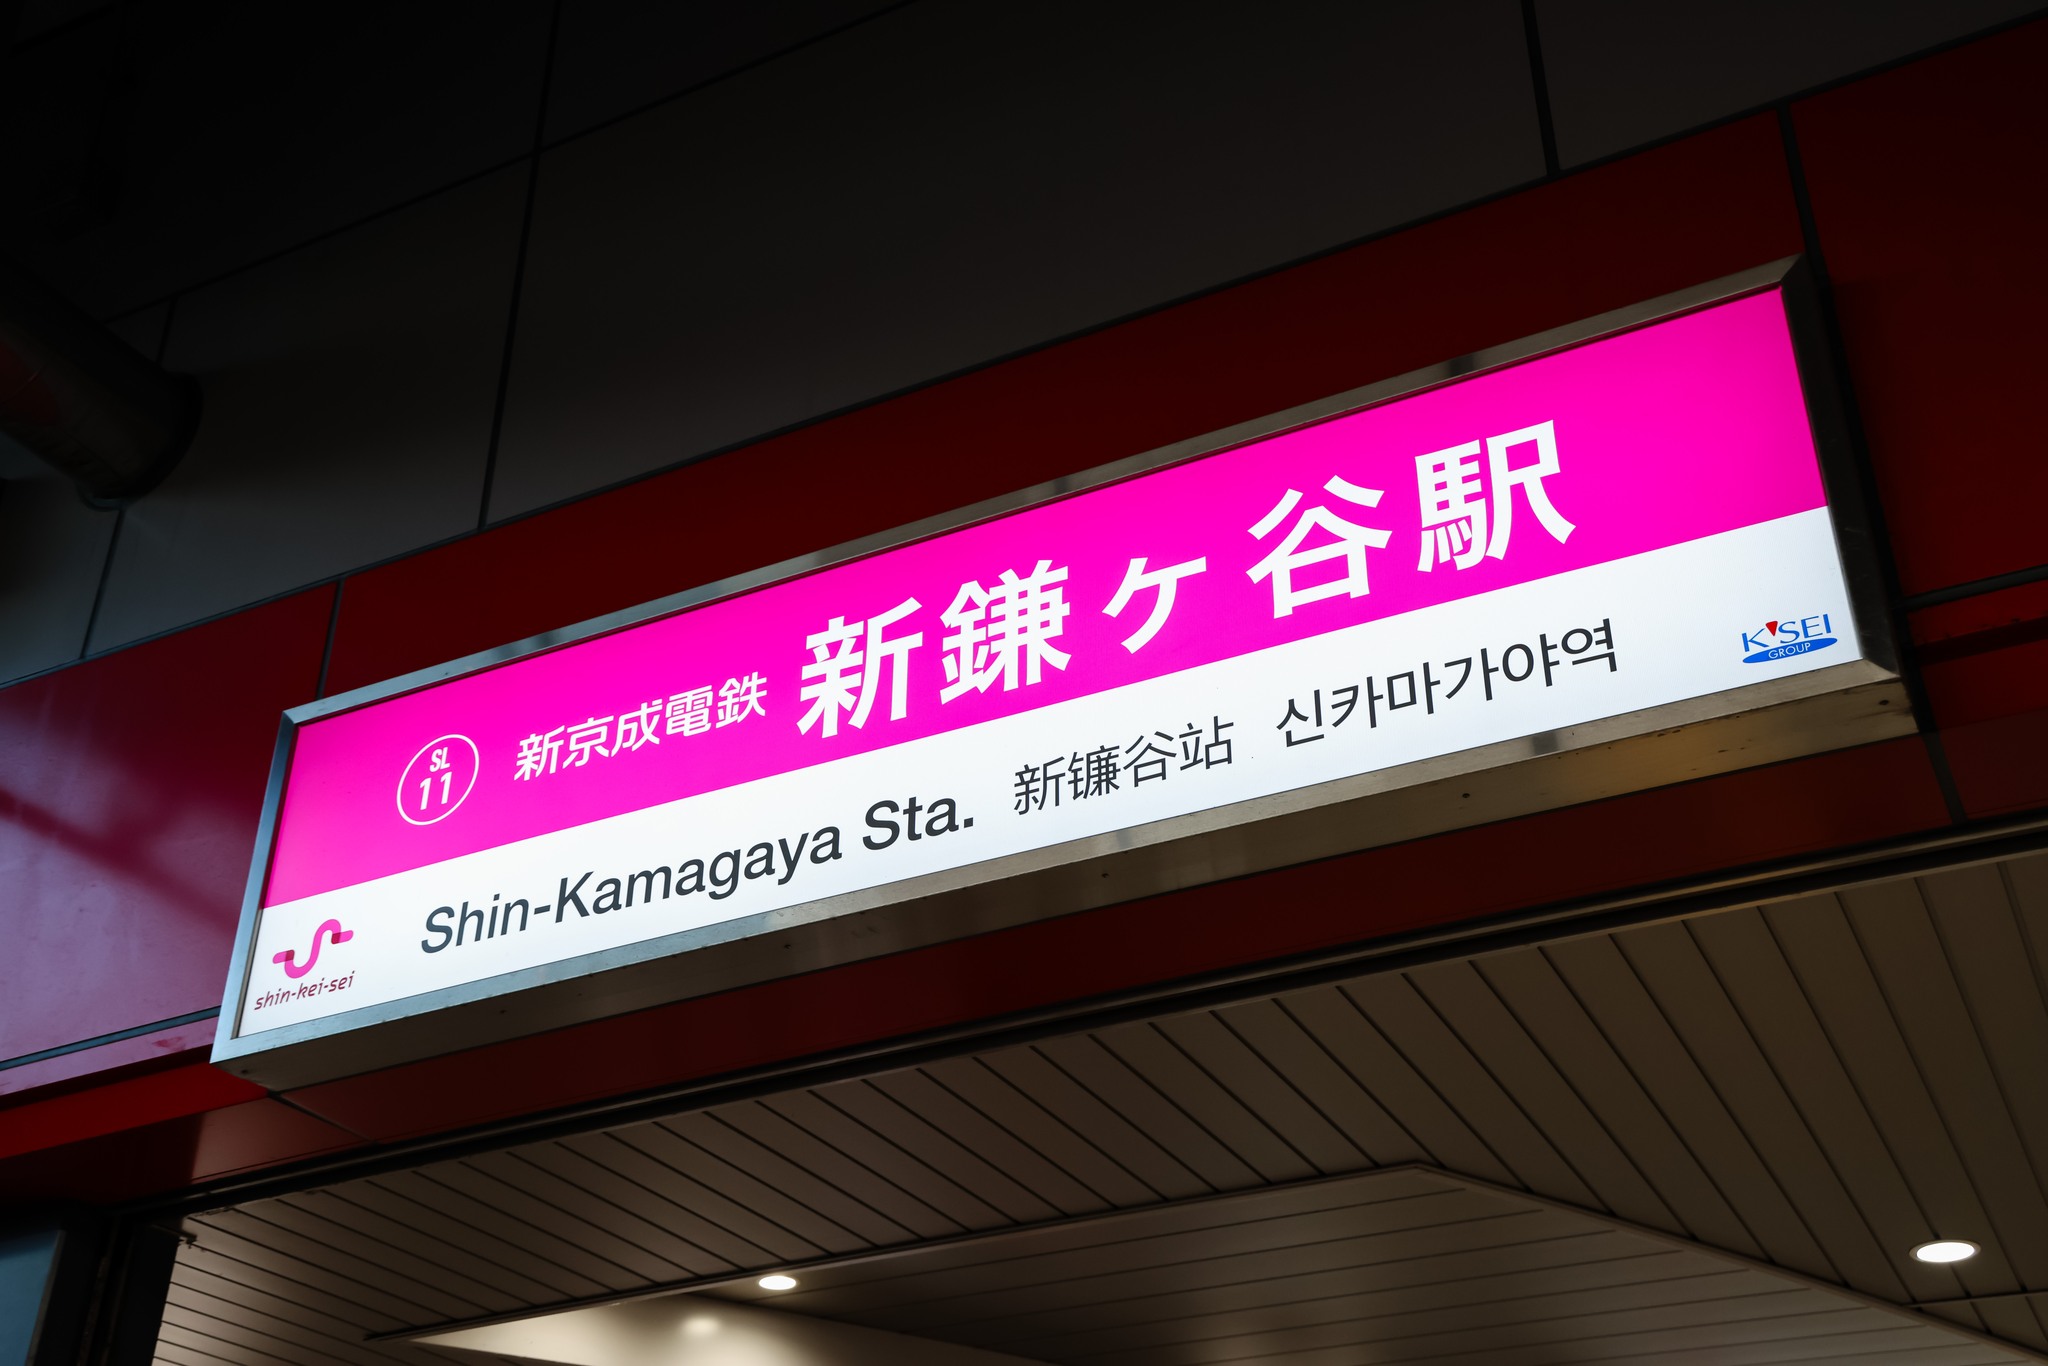 SL
11
新京成電鉄 新鎌ヶ谷駅
Shin-Kamagaya Sta. 新镰谷站 신카마가야역
shin-kei-sei
K'SEI
GROUP